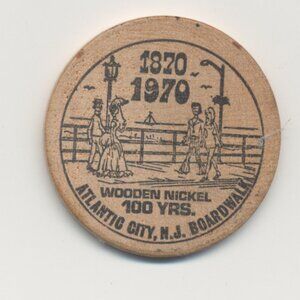 1870
1970
WOODEN NICKEL
100 YRS.
ATLANTIC CITY, N.J. BOARDWALK